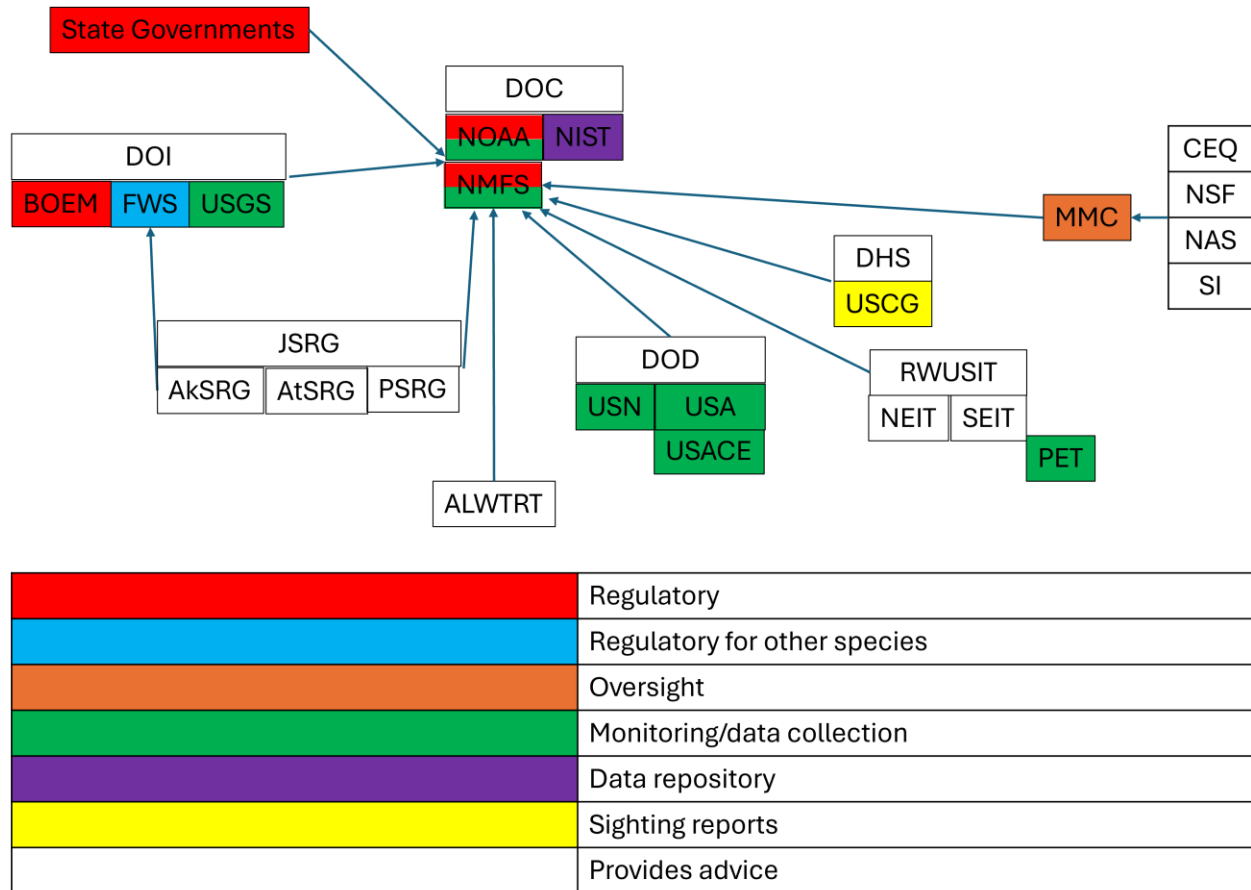 State Governments
DOC
NOAA NIST
NMFS
DOI
BOEM FWS USGS
CEQ
NSF
NAS
SI
MMC
DHS
USCG
JSRG
AkSRG AtSRG PSRG
DOD
USN USA
USACE
RWUSIT
NEIT SEIT
PET
ALWTRT
Regulatory
Regulatory for other species
Oversight
Monitoring/data collection
Data repository
Sighting reports
Provides advice